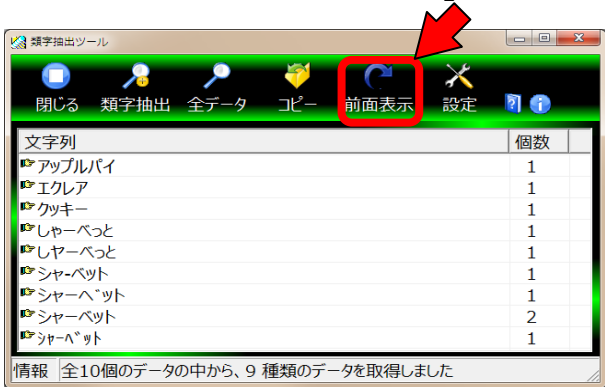 類字抽出ツール
閉じる 類字抽出 全データ コピー 前面表示 設定
文字列 個数
アップルパイ 1
エクレア 1
クッキー 1
しゃーべっと 1
しヤーべっと 1
シャ-ベット 1
シャーヘ゛ット 1
シャーベット 2
ｼｬｰﾍﾞｯﾄ 1
情報 全10個のデータの中から、9 種類のデータを取得しました